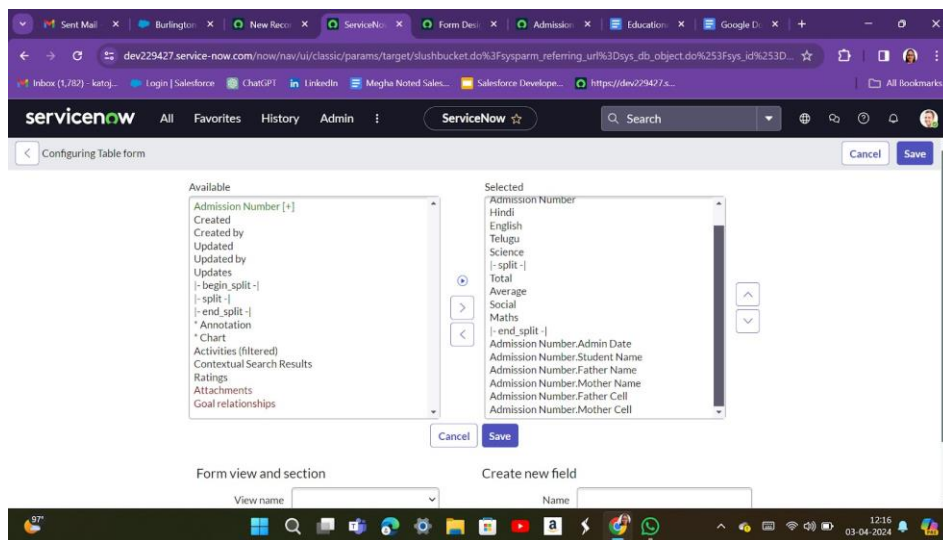 Sent Mail
Burlington
New Reco
ServiceNo
Form Desi
Admission
Education
Google D
dev229427.service-now.com/now/nav/ui/classic/params/target/slushbucket.do%3Fsysparm_referring_url%3Dsys_db_object.do%253Fsys_id%253D...
Inbox (1,782) - katoj...
Login | Salesforce
ChatGPT
LinkedIn
Megha Noted Sales...
Salesforce Develope...
https://dev229427.s...
All Bookmarks
servicenow
All
Favorites
History
Admin
ServiceNow
Search
Configuring Table form
Cancel
Save
Available
Admission Number [+]
Created
Created by
Updated
Updated by
Updates
|- begin_split -|
|- split -|
|- end_split -|
* Annotation
* Chart
Activities (filtered)
Contextual Search Results
Ratings
Attachments
Goal relationships
Selected
Admission Number
Hindi
English
Telugu
Science
|- split -|
Total
Average
Social
Maths
|- end_split -|
Admission Number.Admin Date
Admission Number.Student Name
Admission Number.Father Name
Admission Number.Mother Name
Admission Number.Father Cell
Admission Number.Mother Cell
Cancel
Save
Form view and section
View name
Create new field
Name
97°
12:16
03-04-2024